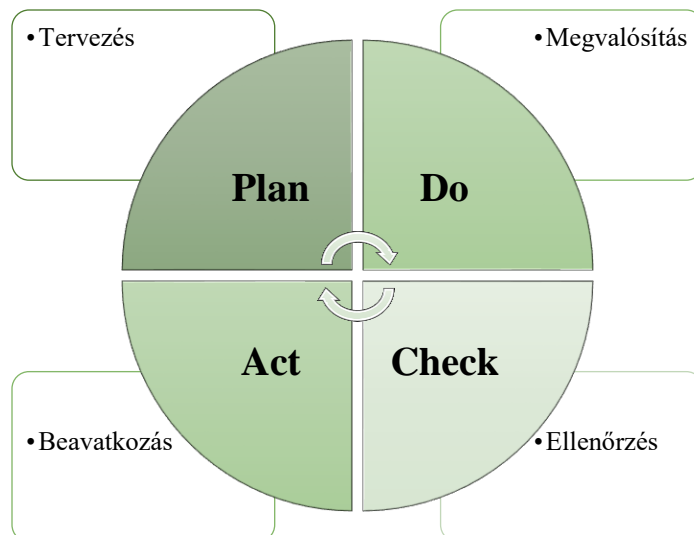 •Tervezés
•Megvalósítás
Plan
Do
Act
Check
•Beavatkozás
•Ellenőrzés